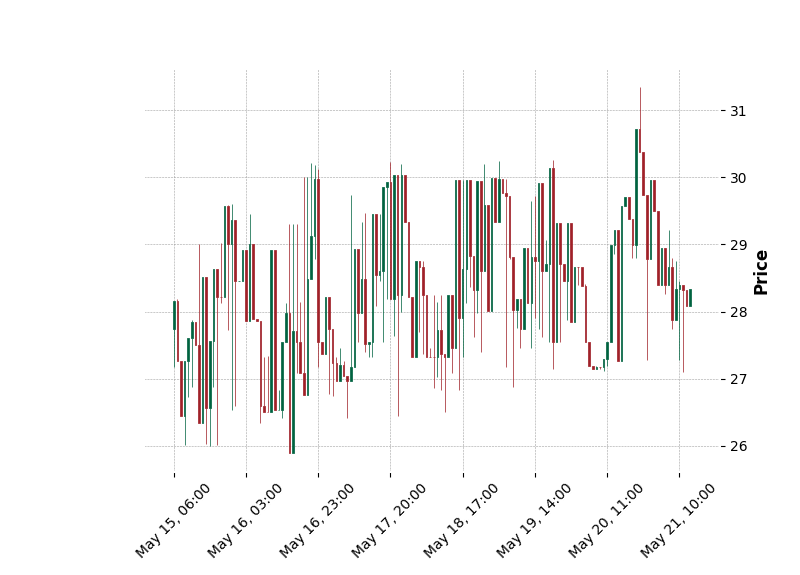 31
30
29
28
27
26
Price
May 15, 06:00
May 16, 03:00
May 16, 23:00
May 17, 20:00
May 18, 17:00
May 19, 14:00
May 20, 11:00
May 21, 10:00